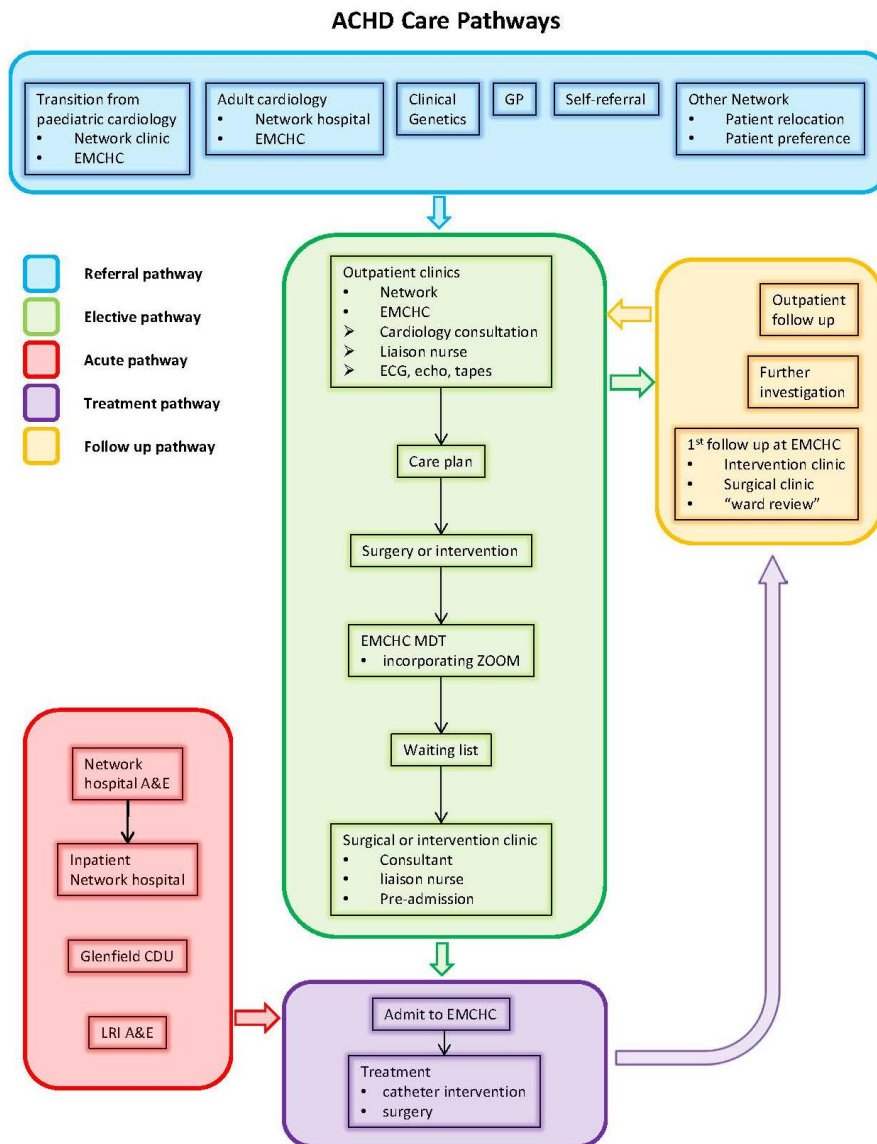 ACHD Care Pathways
Transition from
paediatric cardiology
• Network clinic
• EMCHC
Adult cardiology
• Network hospital
• EMCHC
Clinical
Genetics
GP
Self-referral
Other Network
• Patient relocation
• Patient preference
Referral pathway
Elective pathway
Acute pathway
Treatment pathway
Follow up pathway
Outpatient clinics
• Network
• EMCHC
➢ Cardiology consultation
➢ Liaison nurse
➢ ECG, echo, tapes
Care plan
Surgery or intervention
EMCHC MDT
• incorporating ZOOM
Waiting list
Surgical or intervention clinic
• Consultant
• liaison nurse
• Pre-admission
Outpatient
follow up
Further
investigation
1st follow up at EMCHC
• Intervention clinic
• Surgical clinic
• “ward review”
Network
hospital A&E
Inpatient
Network hospital
Glenfield CDU
LRI A&E
Admit to EMCHC
Treatment
• catheter intervention
• surgery